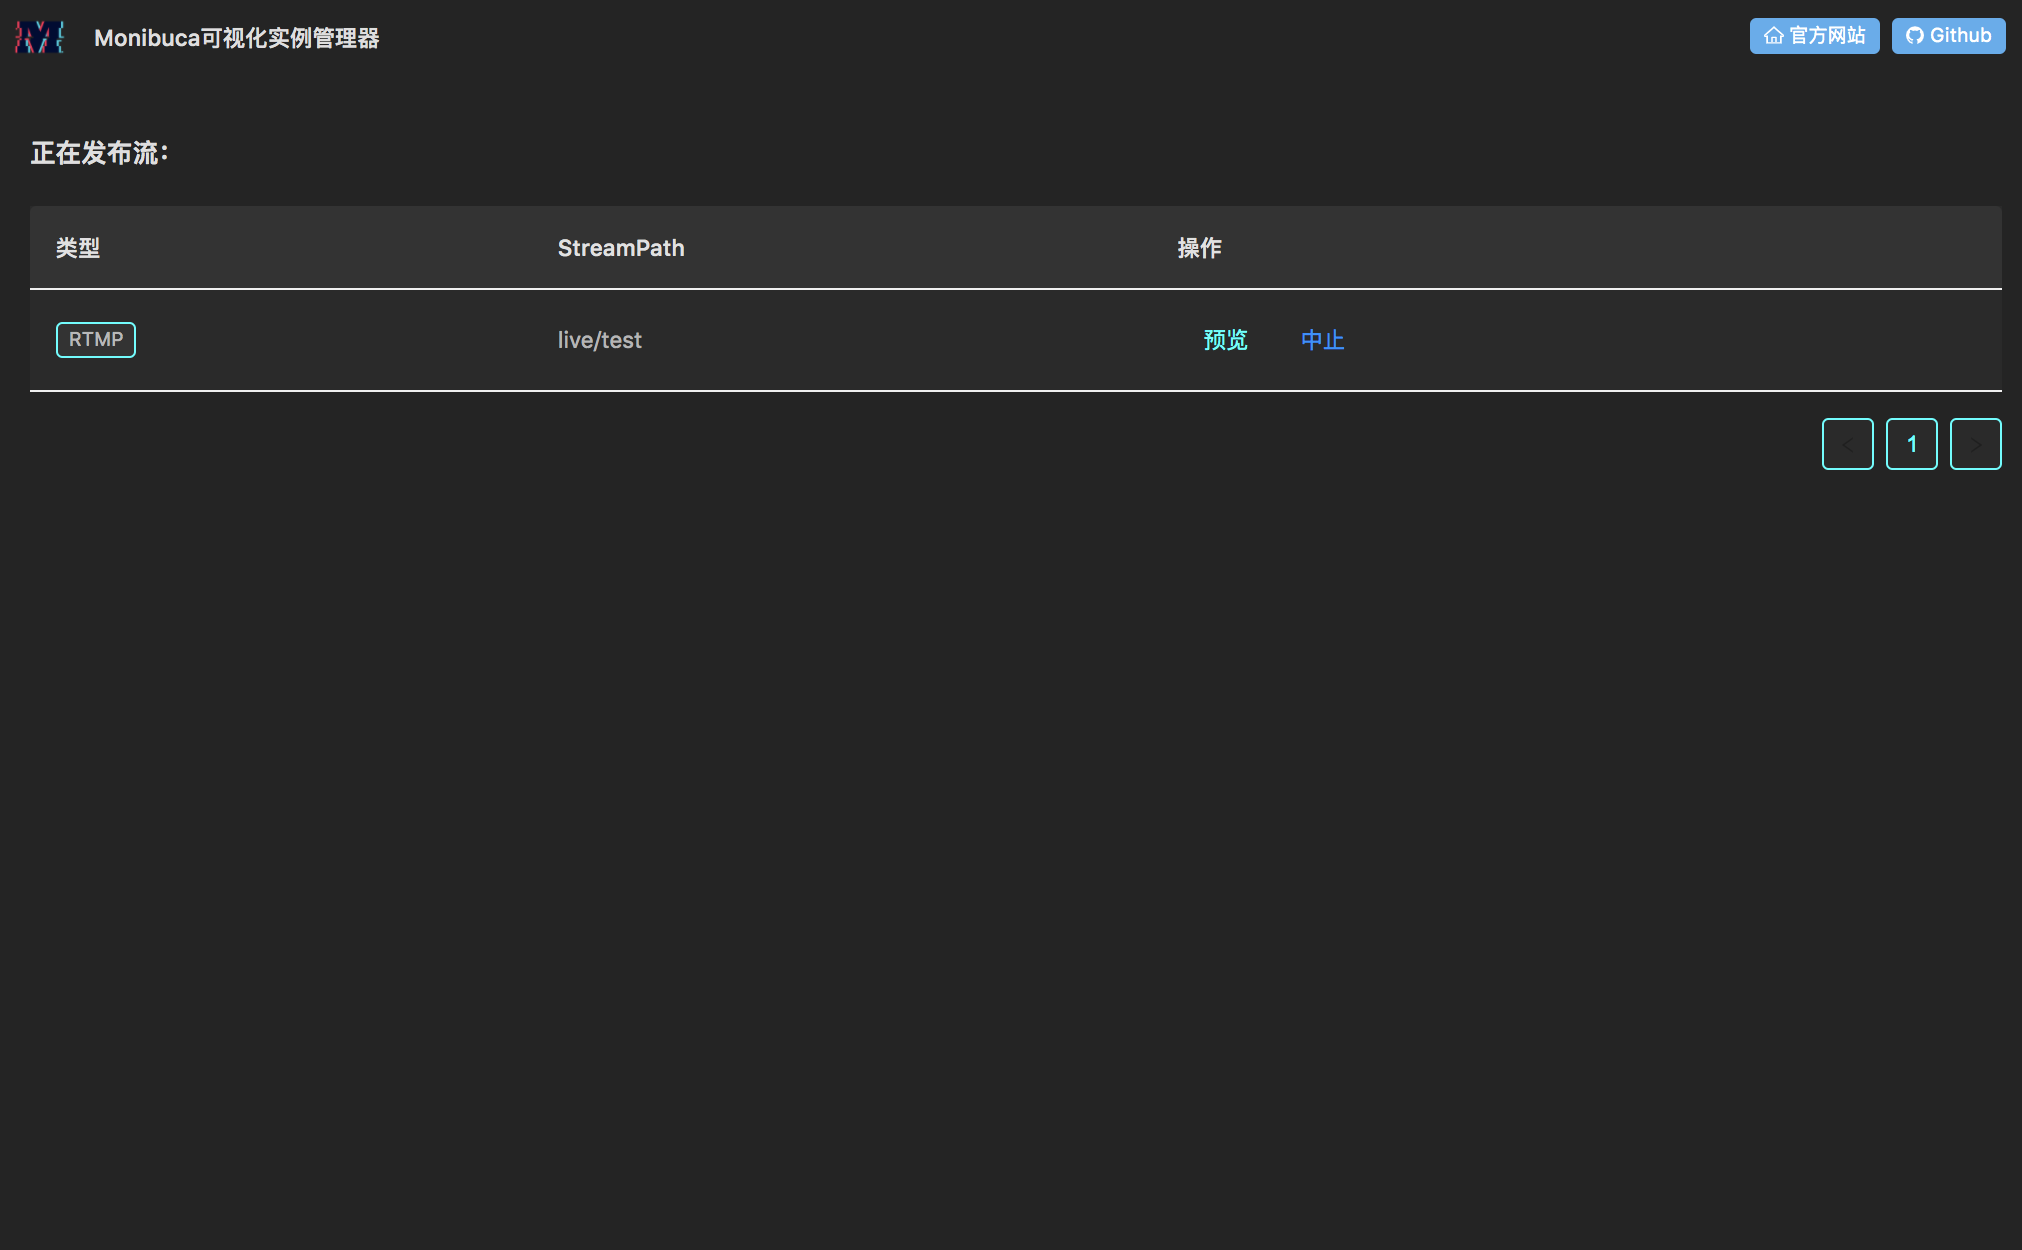 Monibuca可视化实例管理器 官方网站 Github
正在发布流：
类型 StreamPath 操作
RTMP live/test 预览 中止
< 1 >